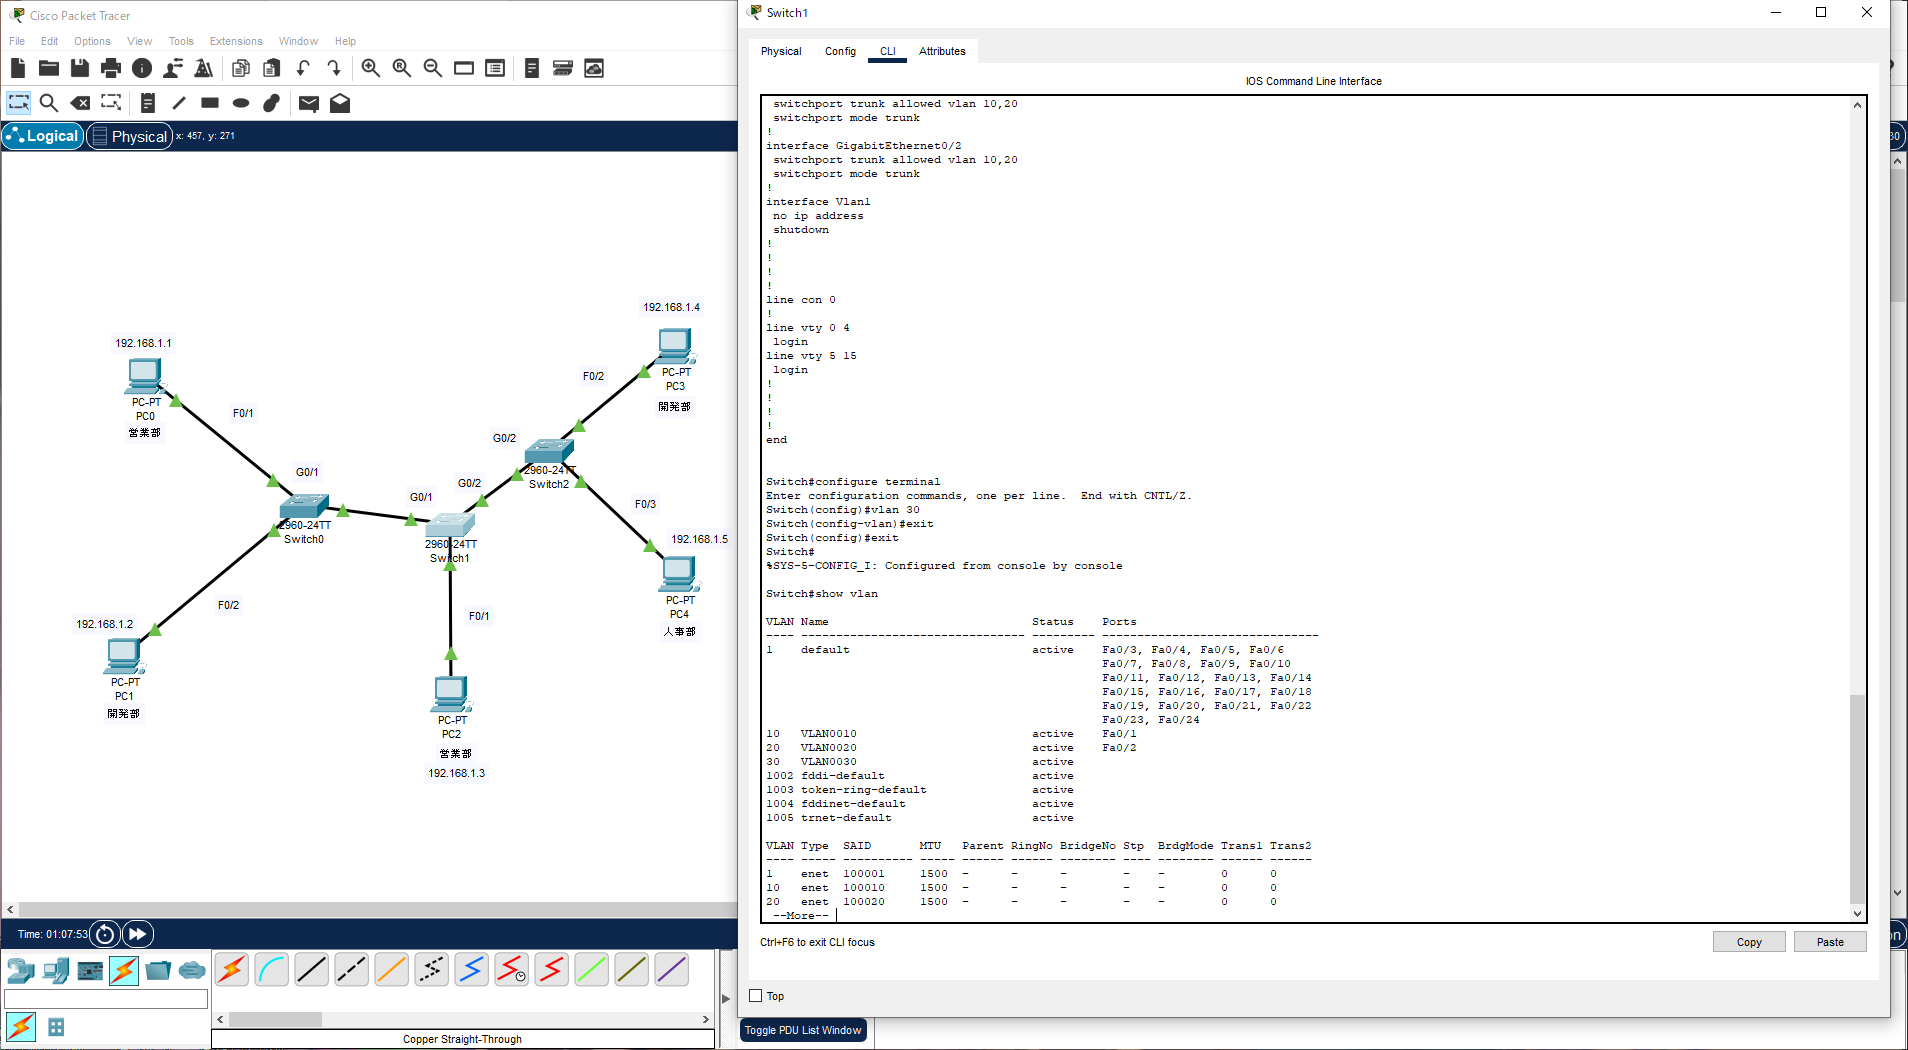 Cisco Packet Tracer
File Edit Options View Tools Extensions Window Help
Logical Physical x: 457, y: 271
192.168.1.4
PC-PT
PC3
開発部
F0/2
192.168.1.1
PC-PT
PC0
営業部
F0/1
G0/2
2960-24TT
Switch2
G0/1
2960-24TT
Switch0
G0/1
G0/2
2960-24TT
Switch1
F0/3
192.168.1.5
PC-PT
PC4
人事部
F0/2
192.168.1.2
PC-PT
PC1
開発部
F0/1
PC-PT
PC2
営業部
192.168.1.3
Time: 01:07:53
Copper Straight-Through
Switch1
Physical Config CLI Attributes
IOS Command Line Interface
switchport trunk allowed vlan 10,20
switchport mode trunk
!
interface GigabitEthernet0/2
switchport trunk allowed vlan 10,20
switchport mode trunk
!
interface Vlan1
no ip address
shutdown
!
!
!
!
line con 0
!
line vty 0 4
login
line vty 5 15
login
!
!
!
!
end
Switch#configure terminal
Enter configuration commands, one per line. End with CNTL/Z.
Switch(config)#vlan 30
Switch(config-vlan)#exit
Switch(config)#exit
Switch#
%SYS-5-CONFIG_I: Configured from console by console
Switch#show vlan
VLAN Name Status Ports
---- -------------------------------- --------- -------------------------------
1 default active Fa0/3, Fa0/4, Fa0/5, Fa0/6
Fa0/7, Fa0/8, Fa0/9, Fa0/10
Fa0/11, Fa0/12, Fa0/13, Fa0/14
Fa0/15, Fa0/16, Fa0/17, Fa0/18
Fa0/19, Fa0/20, Fa0/21, Fa0/22
Fa0/23, Fa0/24
10 VLAN0010 active Fa0/1
20 VLAN0020 active Fa0/2
30 VLAN0030 active
1002 fddi-default active
1003 token-ring-default active
1004 fddinet-default active
1005 trnet-default active
VLAN Type SAID MTU Parent RingNo BridgeNo Stp BrdgMode Trans1 Trans2
---- ----- ---------- ----- ------ ------ -------- ---- -------- ------ ------
1 enet 100001 1500 - - - - - 0 0
10 enet 100010 1500 - - - - - 0 0
20 enet 100020 1500 - - - - - 0 0
--More--
Ctrl+F6 to exit CLI focus
Copy Paste
Top
Toggle PDU List Window